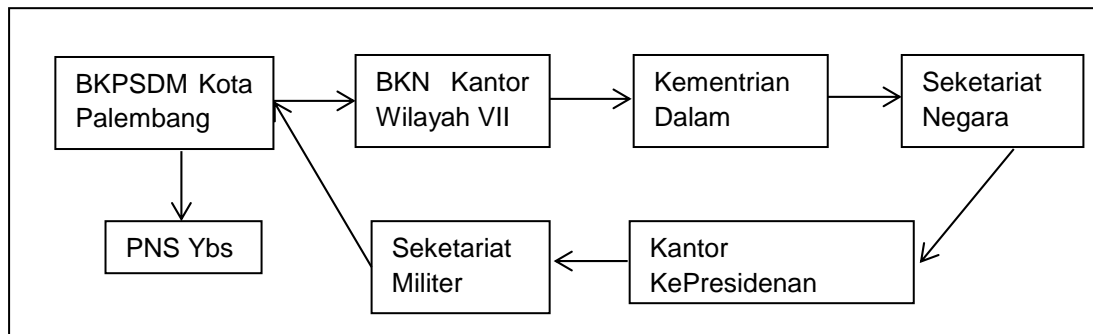 BKPSDM Kota
Palembang
BKN Kantor
Wilayah VII
Kementrian
Dalam
Seketariat
Negara
PNS Ybs
Seketariat
Militer
Kantor
KePresidenan